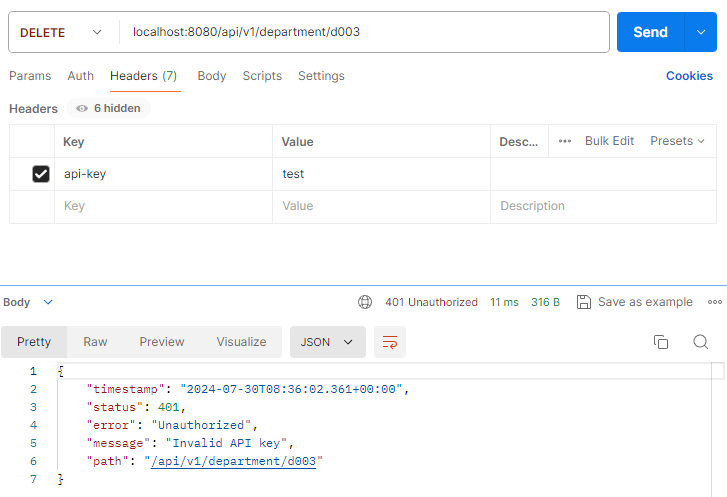 DELETE localhost:8080/api/v1/department/d003 Send
Params Auth Headers (7) Body Scripts Settings Cookies
Headers 6 hidden
Key Value Desc... Bulk Edit Presets
api-key test
Key Value Description
Body 401 Unauthorized 11 ms 316 B Save as example
Pretty Raw Preview Visualize JSON
1 {
2 "timestamp": "2024-07-30T08:36:02.361+00:00",
3 "status": 401,
4 "error": "Unauthorized",
5 "message": "Invalid API key",
6 "path": "/api/v1/department/d003"
7 }